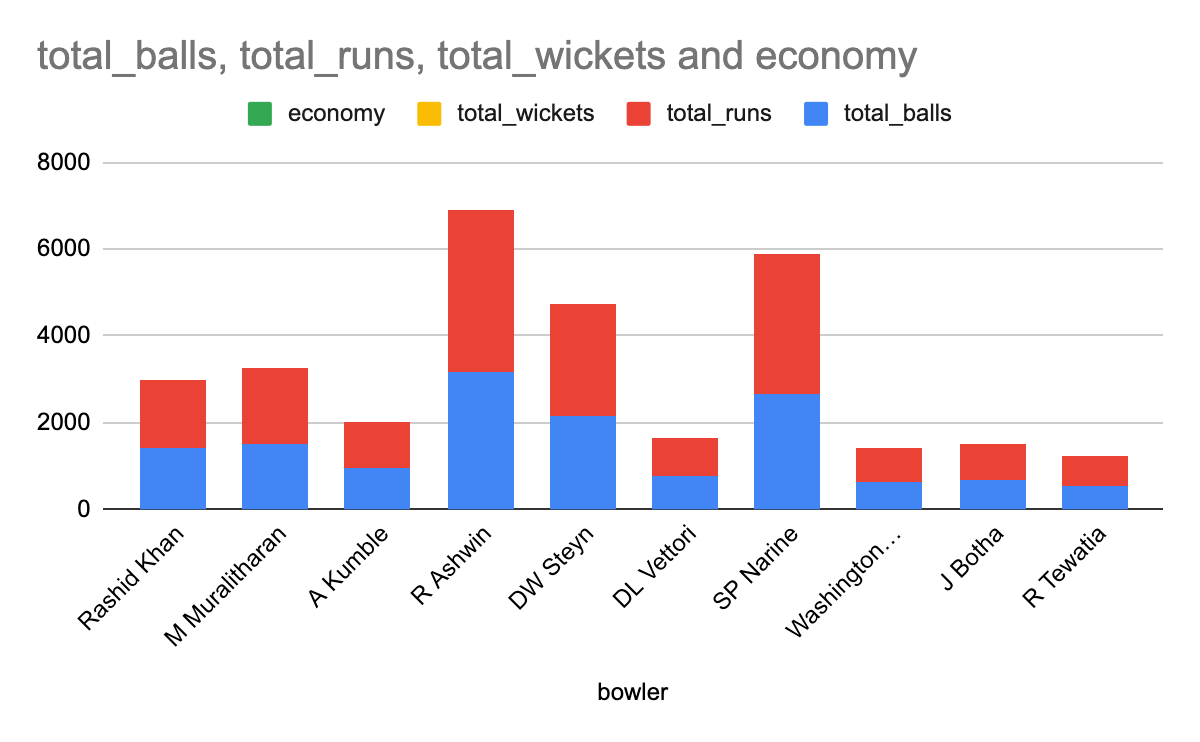 total_balls, total_runs, total_wickets and economy
economy total_wickets total_runs total_balls
8000
6000
4000
2000
0
Rashid Khan
M Muralitharan
A Kumble
R Ashwin
DW Steyn
DL Vettori
SP Narine
Washington…
J Botha
R Tewatia
bowler